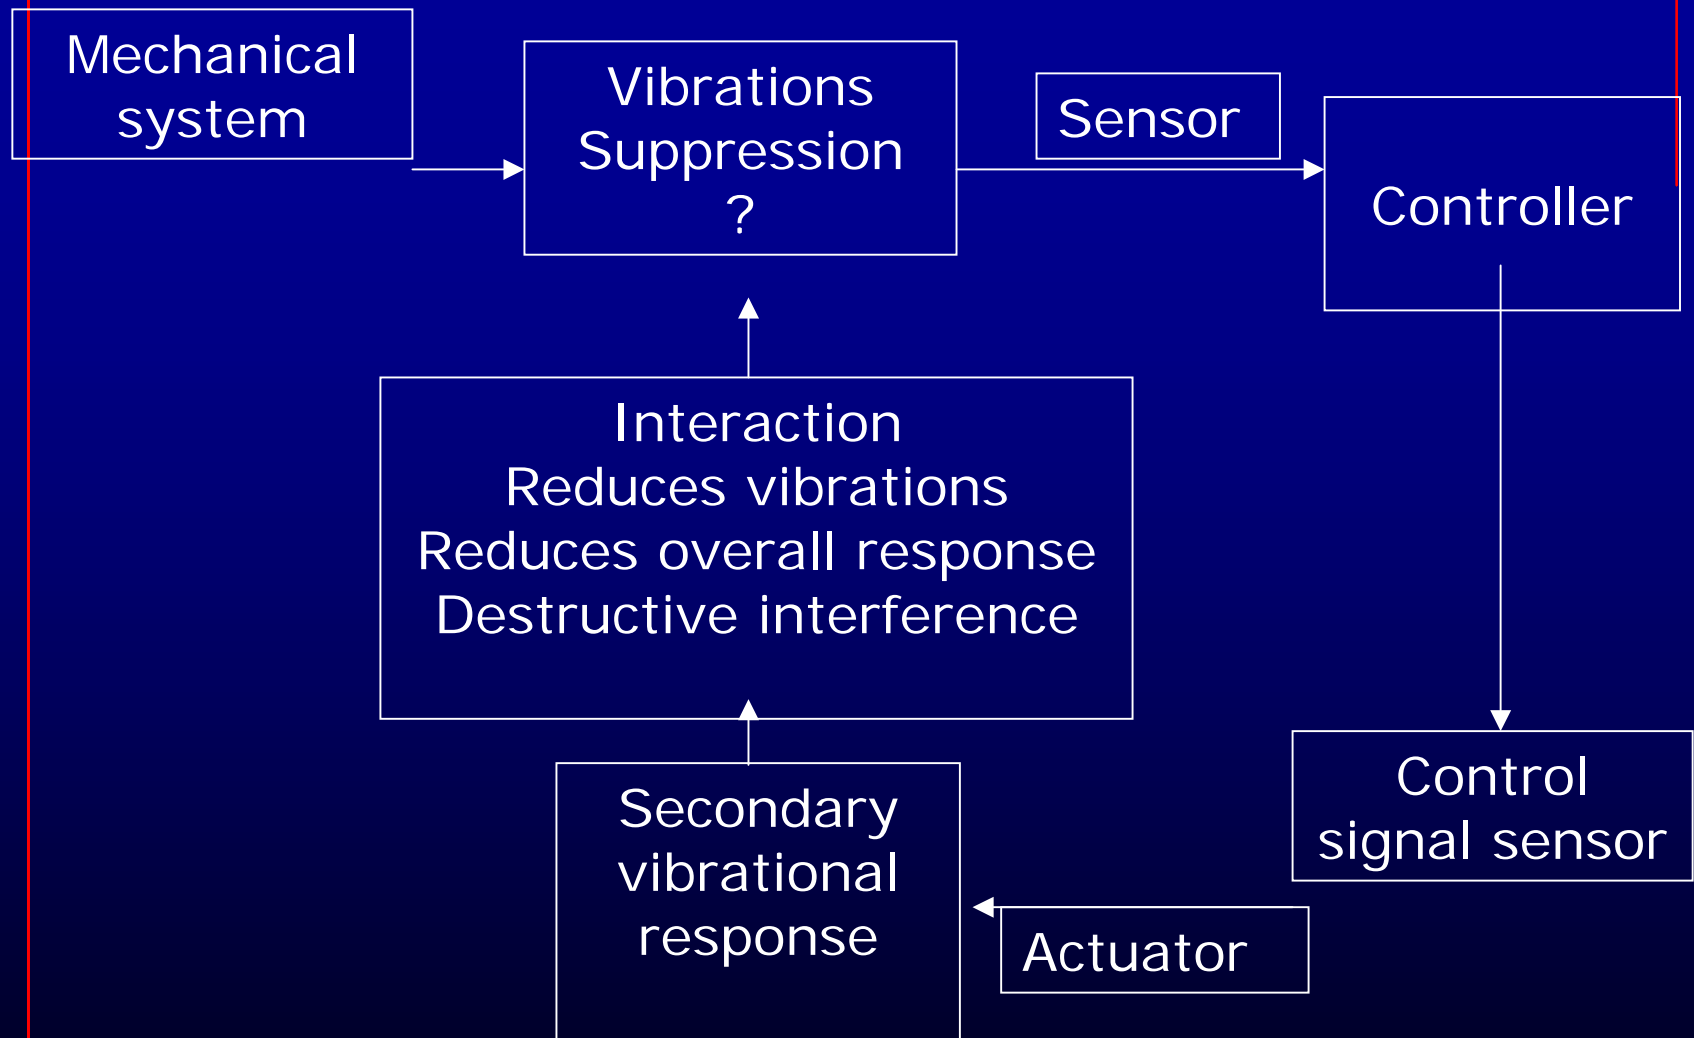 Mechanical
system
Vibrations
Suppression
?
Sensor
Controller
Interaction
Reduces vibrations
Reduces overall response
Destructive interference
Control
signal sensor
Secondary
vibrational
response
Actuator